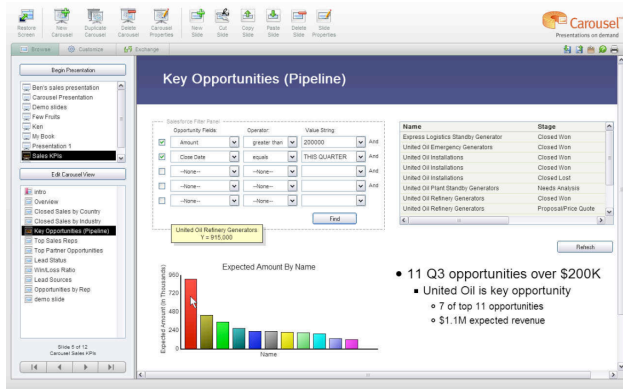 Restore Screen
New Carousel
Duplicate Carousel
Delete Carousel
Carousel Properties
New Slide
Cut Slide
Copy Slide
Paste Slide
Delete Slide
Slide Properties
Carousel
Presentations on demand
Browse
Customize
Exchange
Begin Presentation
Ben's sales presentation
Carousel Presentation
Demo slides
Few Fruits
Ken
My Book
Presentation 1
Sales KPIs
Edit Carousel View
Intro
Overview
Closed Sales by Country
Closed Sales by Industry
Key Opportunities (Pipeline)
Top Sales Reps
Top Partner Opportunities
Lead Status
Win/Loss Ratio
Lead Sources
Opportunities by Rep
demo slide
Slide 5 of 12
Carousel Sales KPIs
Key Opportunities (Pipeline)
Salesforce Filter Panel
Opportunity Fields: Operator: Value String:
Amount greater than 200000 And
Close Date equals THIS QUARTER And
--None-- --None-- And
--None-- --None--
Find
Name Stage
Express Logistics Standby Generator Closed Won
United Oil Emergency Generators Closed Won
United Oil Installations Closed Won
United Oil Installations Closed Won
United Oil Installations Closed Lost
United Oil Plant Standby Generators Needs Analysis
United Oil Refinery Generators Closed Won
United Oil Refinery Generators Proposal/Price Quote
Refresh
United Oil Refinery Generators
Y = 915,000
Expected Amount By Name
Expected Amount (In Thousands)
960
720
480
240
0
Name
• 11 Q3 opportunities over $200K
▪ United Oil is key opportunity
o 7 of top 11 opportunities
o $1.1M expected revenue